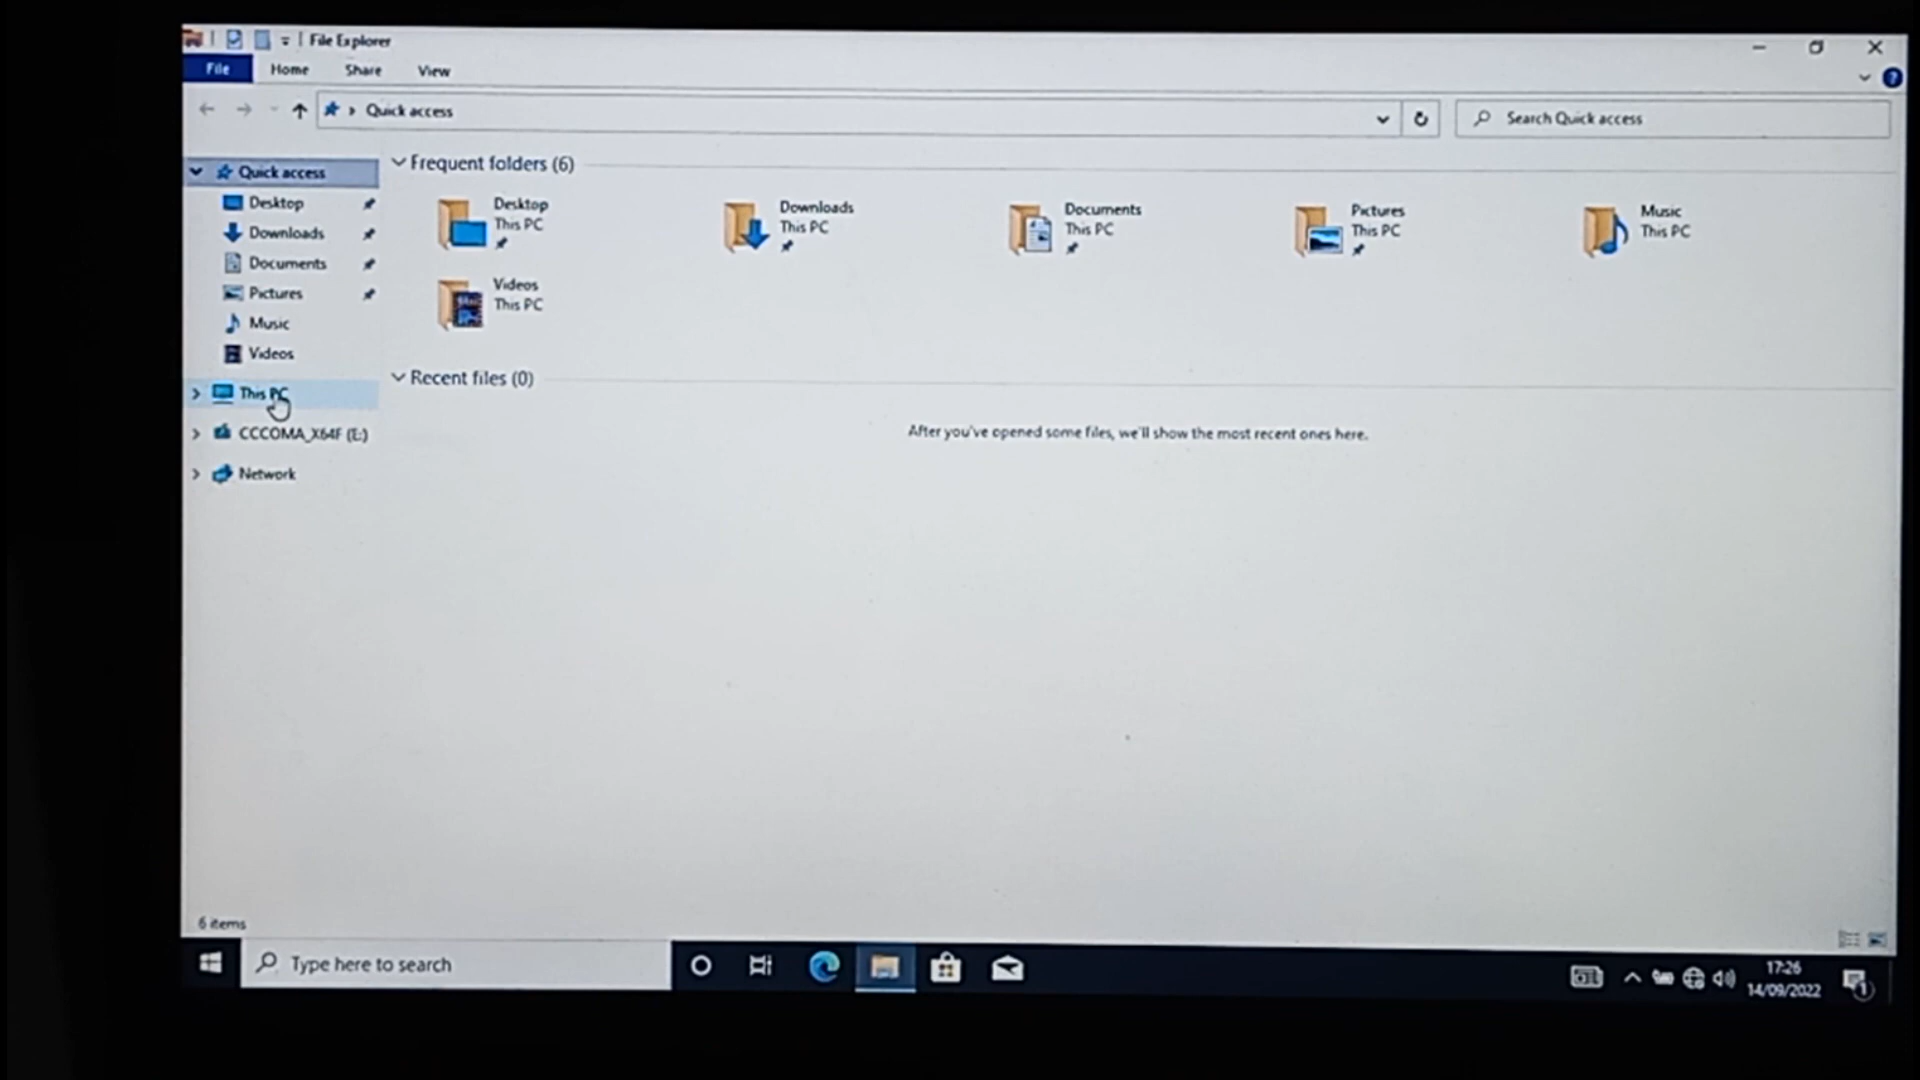 File Explorer
File Home Share View
Quick access
Search Quick access
Quick access
Desktop
Downloads
Documents
Pictures
Music
Videos
This PC
CCCOMA_X64F (E:)
Network
Frequent folders (6)
Desktop
This PC
Downloads
This PC
Documents
This PC
Pictures
This PC
Music
This PC
Videos
This PC
Recent files (0)
After you've opened some files, we'll show the most recent ones here.
6 items
Type here to search
17:26
14/09/2022
1